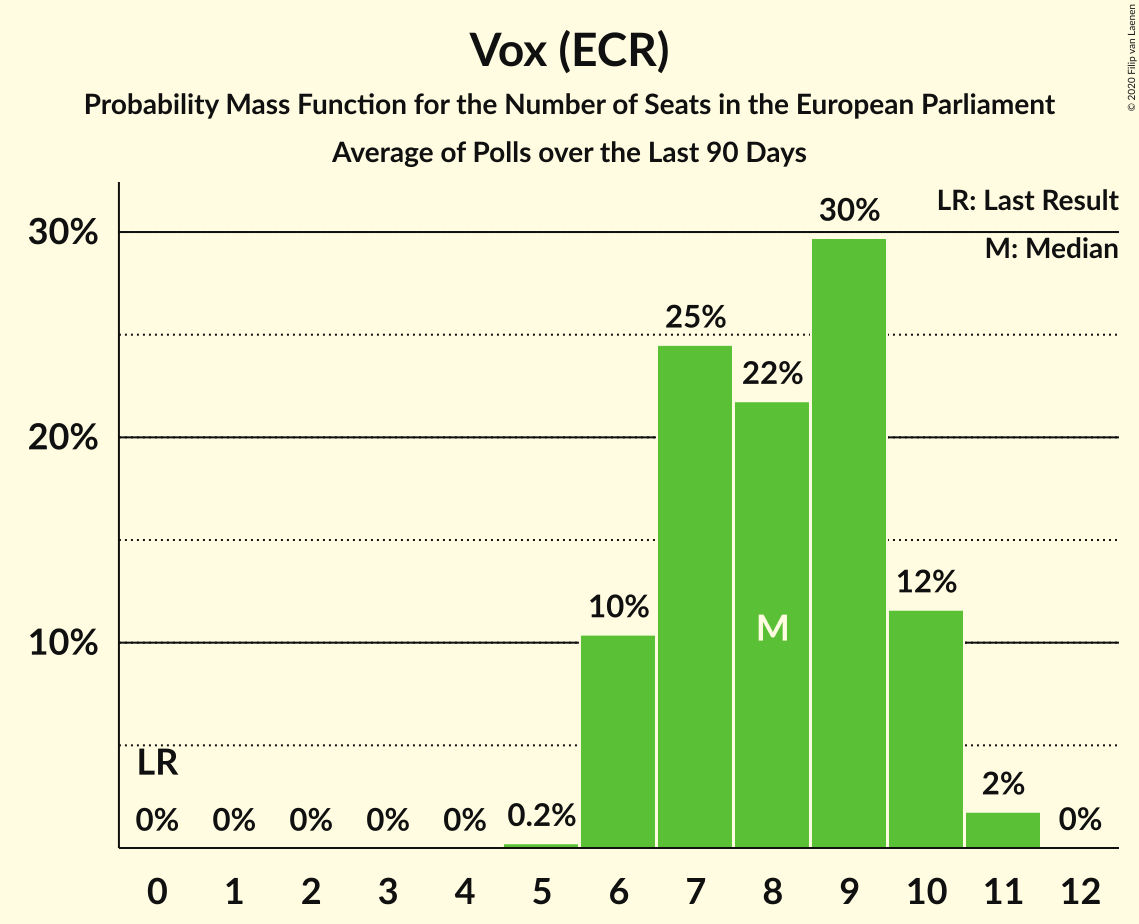 Vox (ECR)
Probability Mass Function for the Number of Seats in the European Parliament
Average of Polls over the Last 90 Days
© 2020 Filip van Laenen
LR: Last Result
M: Median
30%
20%
10%
30%
25%
22%
12%
10%
M
LR
2%
0% 0% 0% 0% 0% 0.2% 0%
0 1 2 3 4 5 6 7 8 9 10 11 12